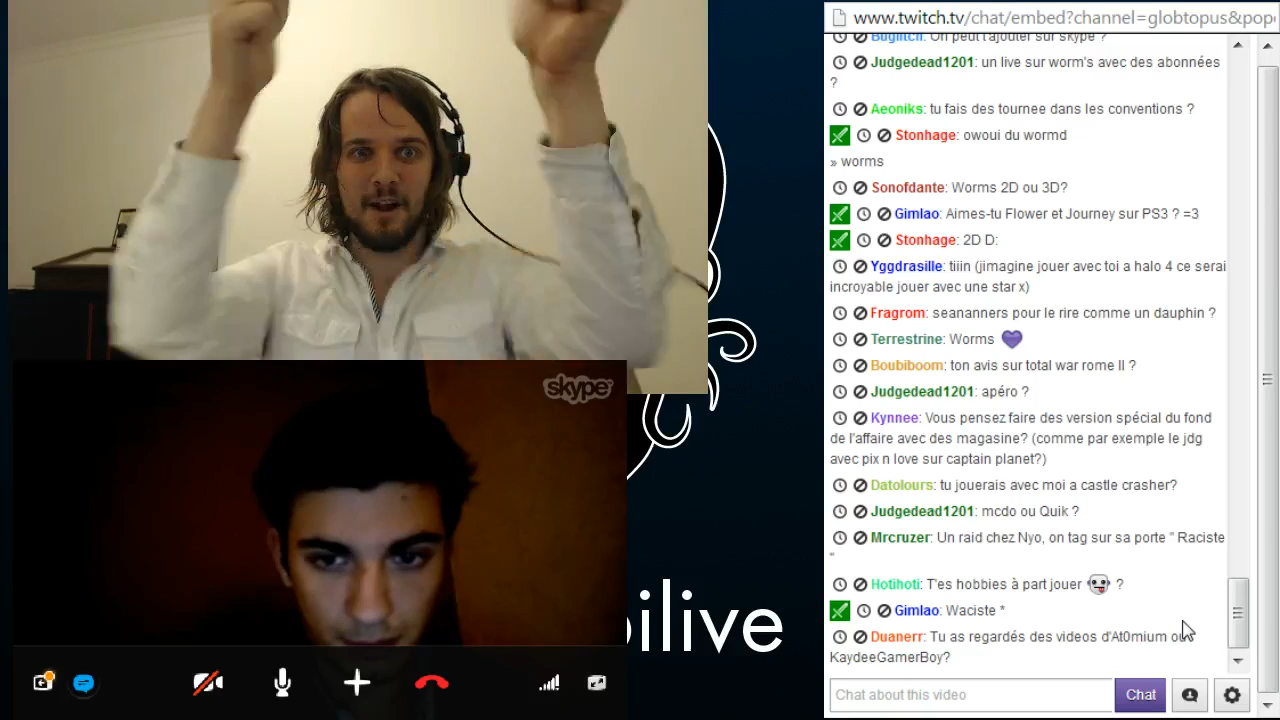 www.twitch.tv/chat/embed?channel=globtopus&pop
Buglitch: On peut t'ajouter sur skype ?
Judgedead1201: un live sur worm's avec des abonnées
?
Aeoniks: tu fais des tournee dans les conventions ?
Stonhage: owoui du wormd
» worms
Sonofdante: Worms 2D ou 3D?
Gimlao: Aimes-tu Flower et Journey sur PS3 ? =3
Stonhage: 2D D:
Yggdrasille: tiiin (jimagine jouer avec toi a halo 4 ce serai
incroyable jouer avec une star x)
Fragrom: seananners pour le rire comme un dauphin ?
Terrestrine: Worms
Boubiboom: ton avis sur total war rome II ?
Judgedead1201: apéro ?
Kynnee: Vous pensez faire des version spécial du fond
de l'affaire avec des magasine? (comme par exemple le jdg
avec pix n love sur captain planet?)
Datolours: tu jouerais avec moi a castle crasher?
Judgedead1201: mcdo ou Quik ?
Mrcruzer: Un raid chez Nyo, on tag sur sa porte " Raciste
"
Hotihoti: T'es hobbies à part jouer ?
Gimlao: Waciste *
Duanerr: Tu as regardés des videos d'At0mium ou
KaydeeGamerBoy?
Chat about this video
Chat
skype
ilive